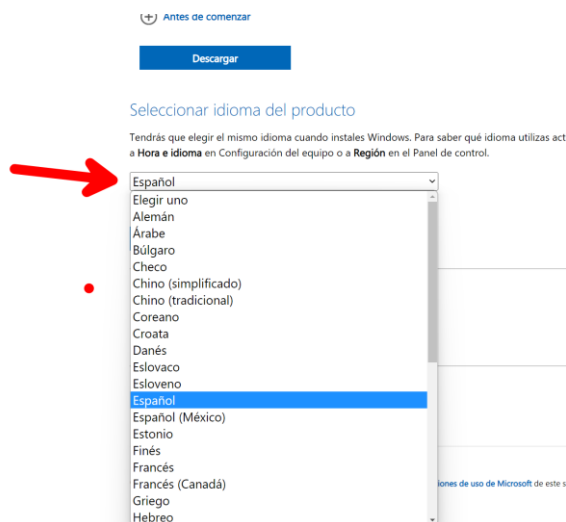 Antes de comenzar
Descargar
Seleccionar idioma del producto
Tendrás que elegir el mismo idioma cuando instales Windows. Para saber qué idioma utilizas act
a Hora e idioma en Configuración del equipo o a Región en el Panel de control.
Español
Elegir uno
Alemán
Árabe
Búlgaro
Checo
Chino (simplificado)
Chino (tradicional)
Coreano
Croata
Danés
Eslovaco
Esloveno
Español
Español (México)
Estonio
Finés
Francés
Francés (Canadá)
iones de uso de Microsoft de este s
Griego
Hebreo